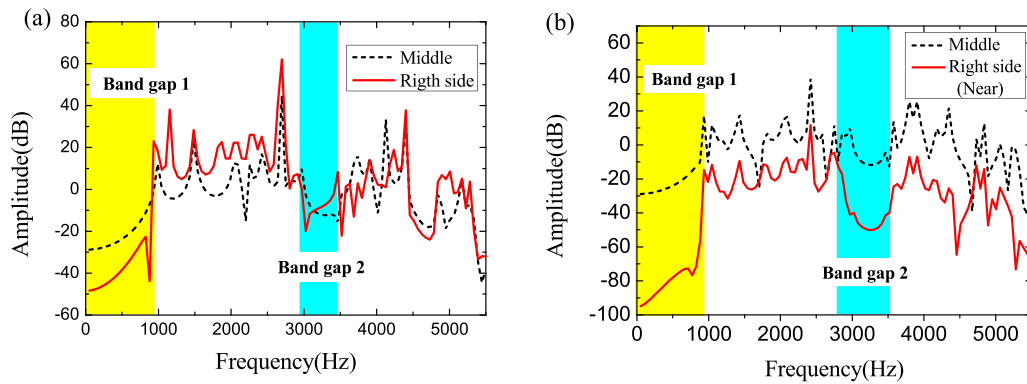 (a)
80
60
40
20
0
-20
-40
-60
Amplitude(dB)
Middle
Rigth side
Band gap 1
Band gap 2
0 1000 2000 3000 4000 5000
Frequency(Hz)
(b)
60
40
20
0
-20
-40
-60
-80
-100
Amplitude(dB)
Middle
Right side
(Near)
Band gap 1
Band gap 2
0 1000 2000 3000 4000 5000
Frequency(Hz)